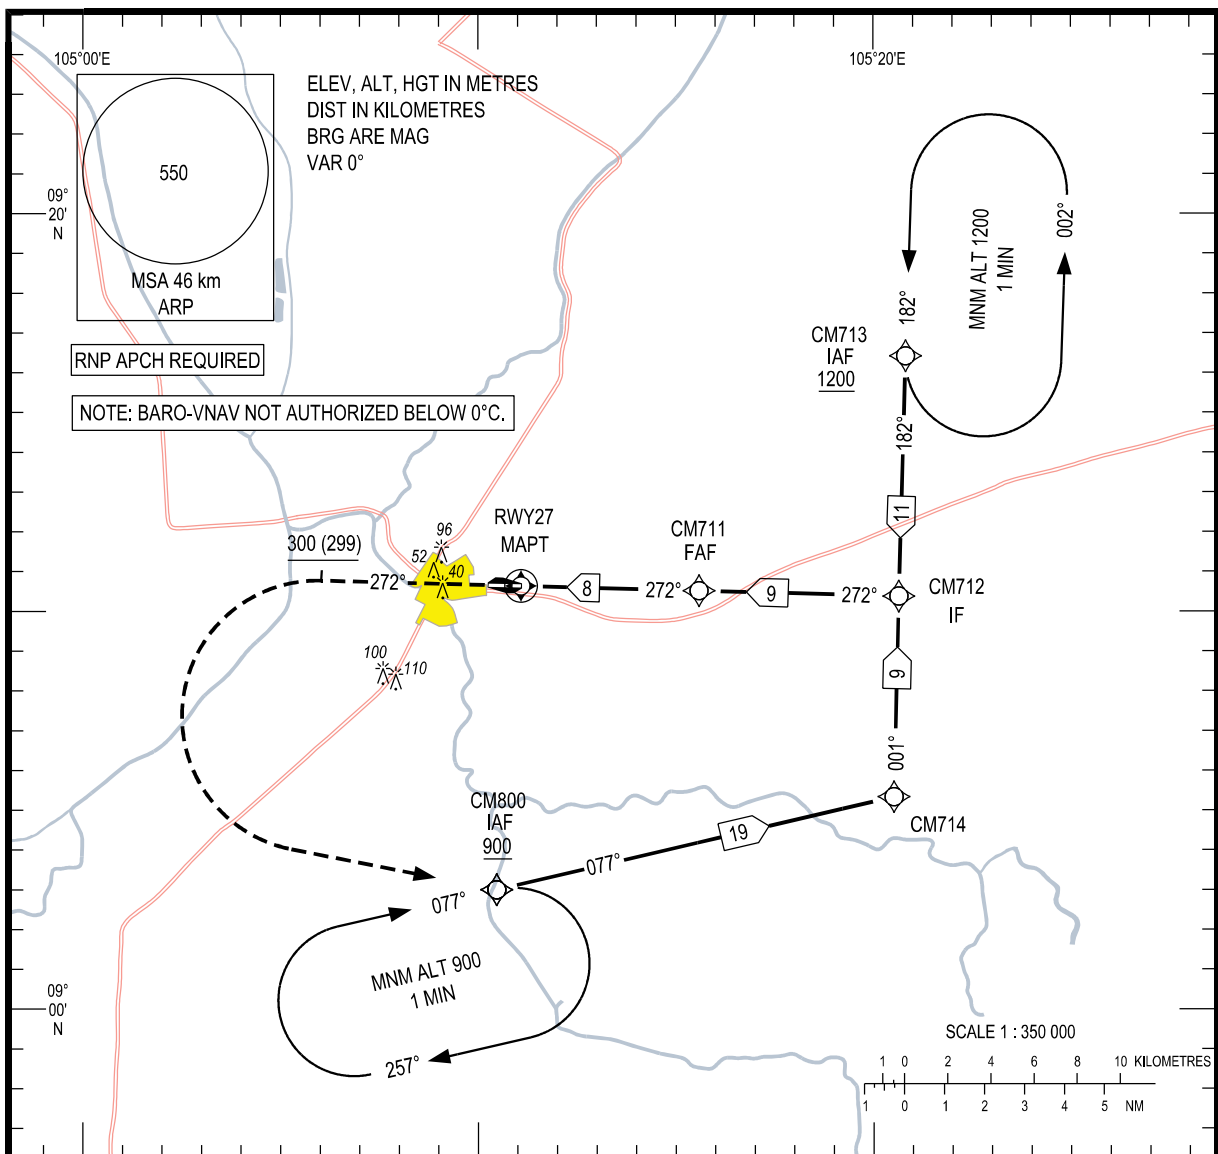 105°00'E
105°20'E
ELEV, ALT, HGT IN METRES
DIST IN KILOMETRES
BRG ARE MAG
VAR 0°
550
MSA 46 km
ARP
09°
20'
N
RNP APCH REQUIRED
NOTE: BARO-VNAV NOT AUTHORIZED BELOW 0°C.
MNM ALT 1200
1 MIN
002°
182°
CM713
IAF
1200
182°
11
RWY27
MAPT
CM711
FAF
96
52
40
300 (299)
272°
8
272°
9
272°
CM712
IF
100
110
9
001°
CM714
CM800
IAF
900
19
077°
077°
MNM ALT 900
1 MIN
257°
09°
00'
N
SCALE 1 : 350 000
1 0 2 4 6 8 10 KILOMETRES
1 0 1 2 3 4 5 NM